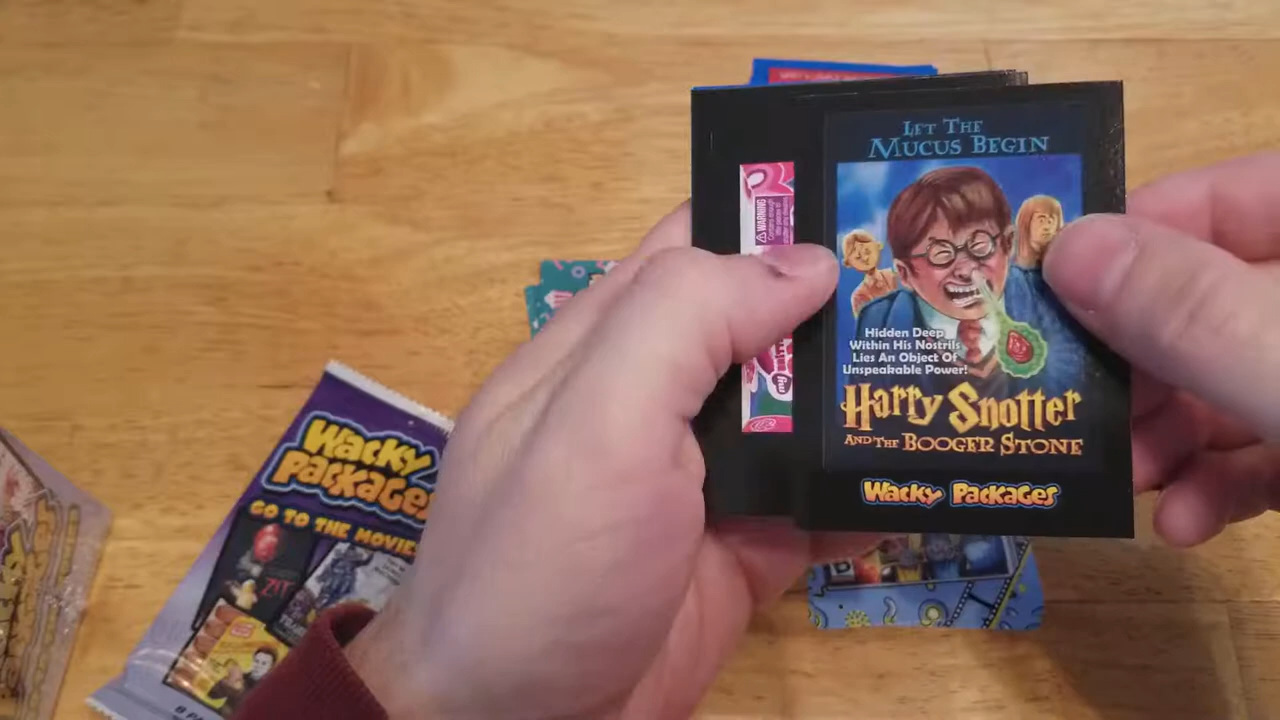 LET THE
MUCUS BEGIN
WARNING
Hidden Deep
Within His Nostrils
Lies An Object Of
Unspeakable Power!
Harry Snotter
AND THE BOOGER STONE
WACKY PACKAGES
WACKY
PACKAGES
GO TO THE MOVIES
ZIT